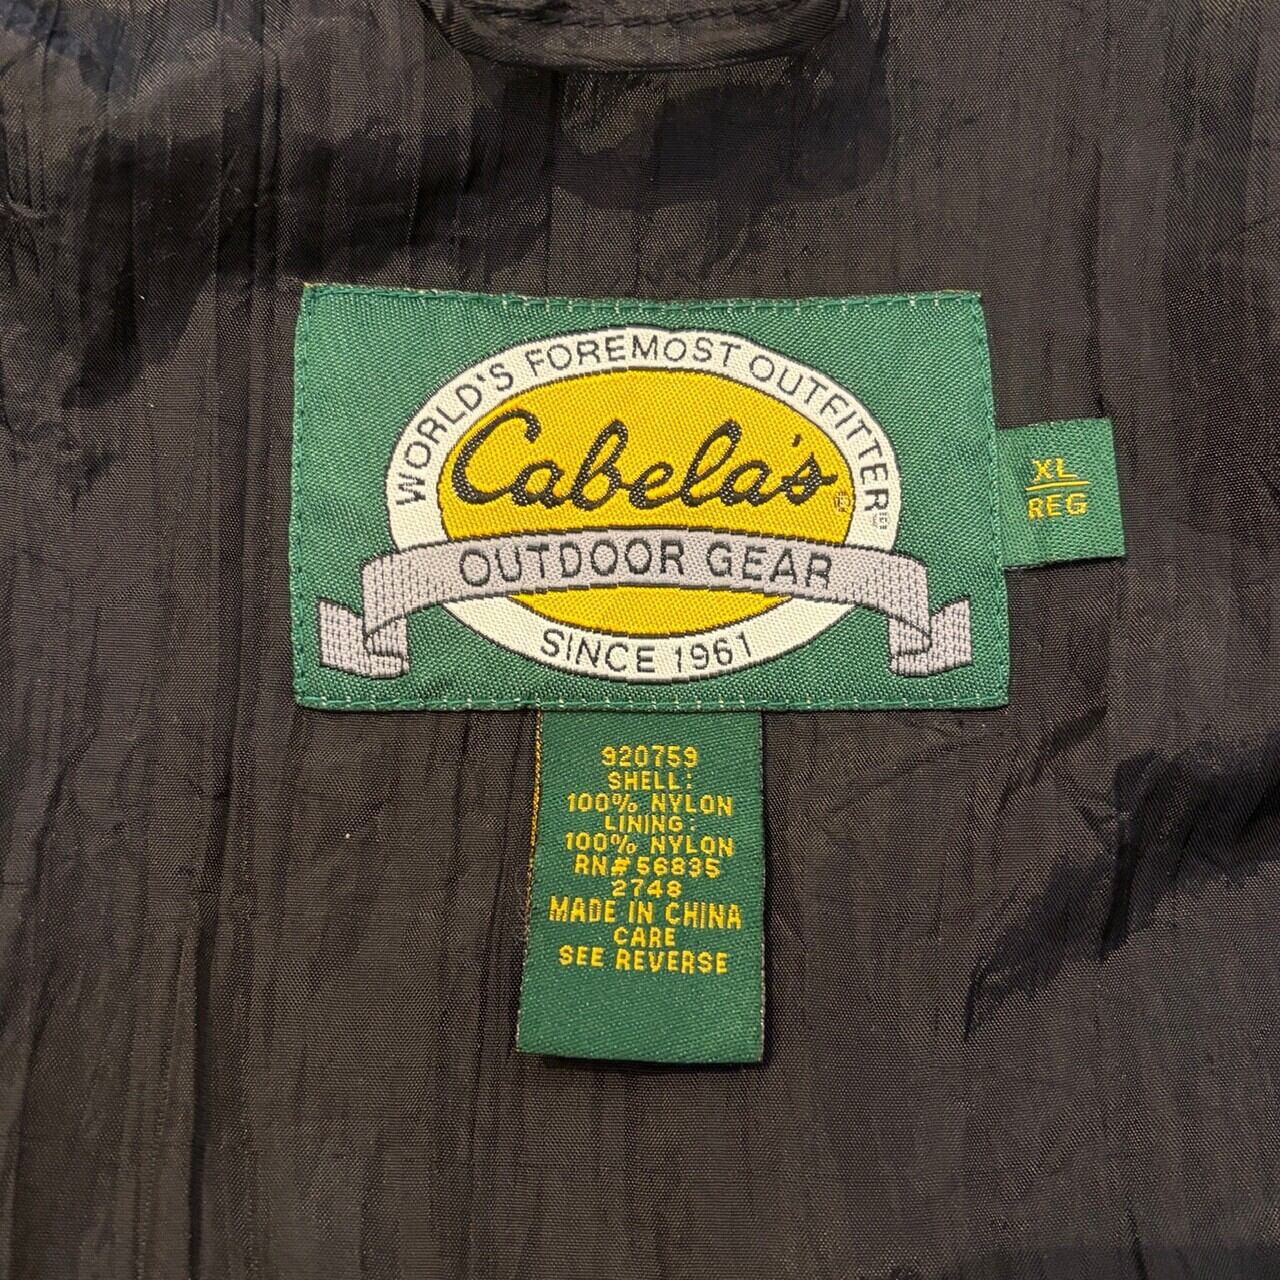 WORLD'S FOREMOST OUTFITTER
Cabela's®
OUTDOOR GEAR
SINCE 1961
XL
REG
920759
SHELL:
100% NYLON
LINING:
100% NYLON
RN# 56835
2748
MADE IN CHINA
CARE
SEE REVERSE